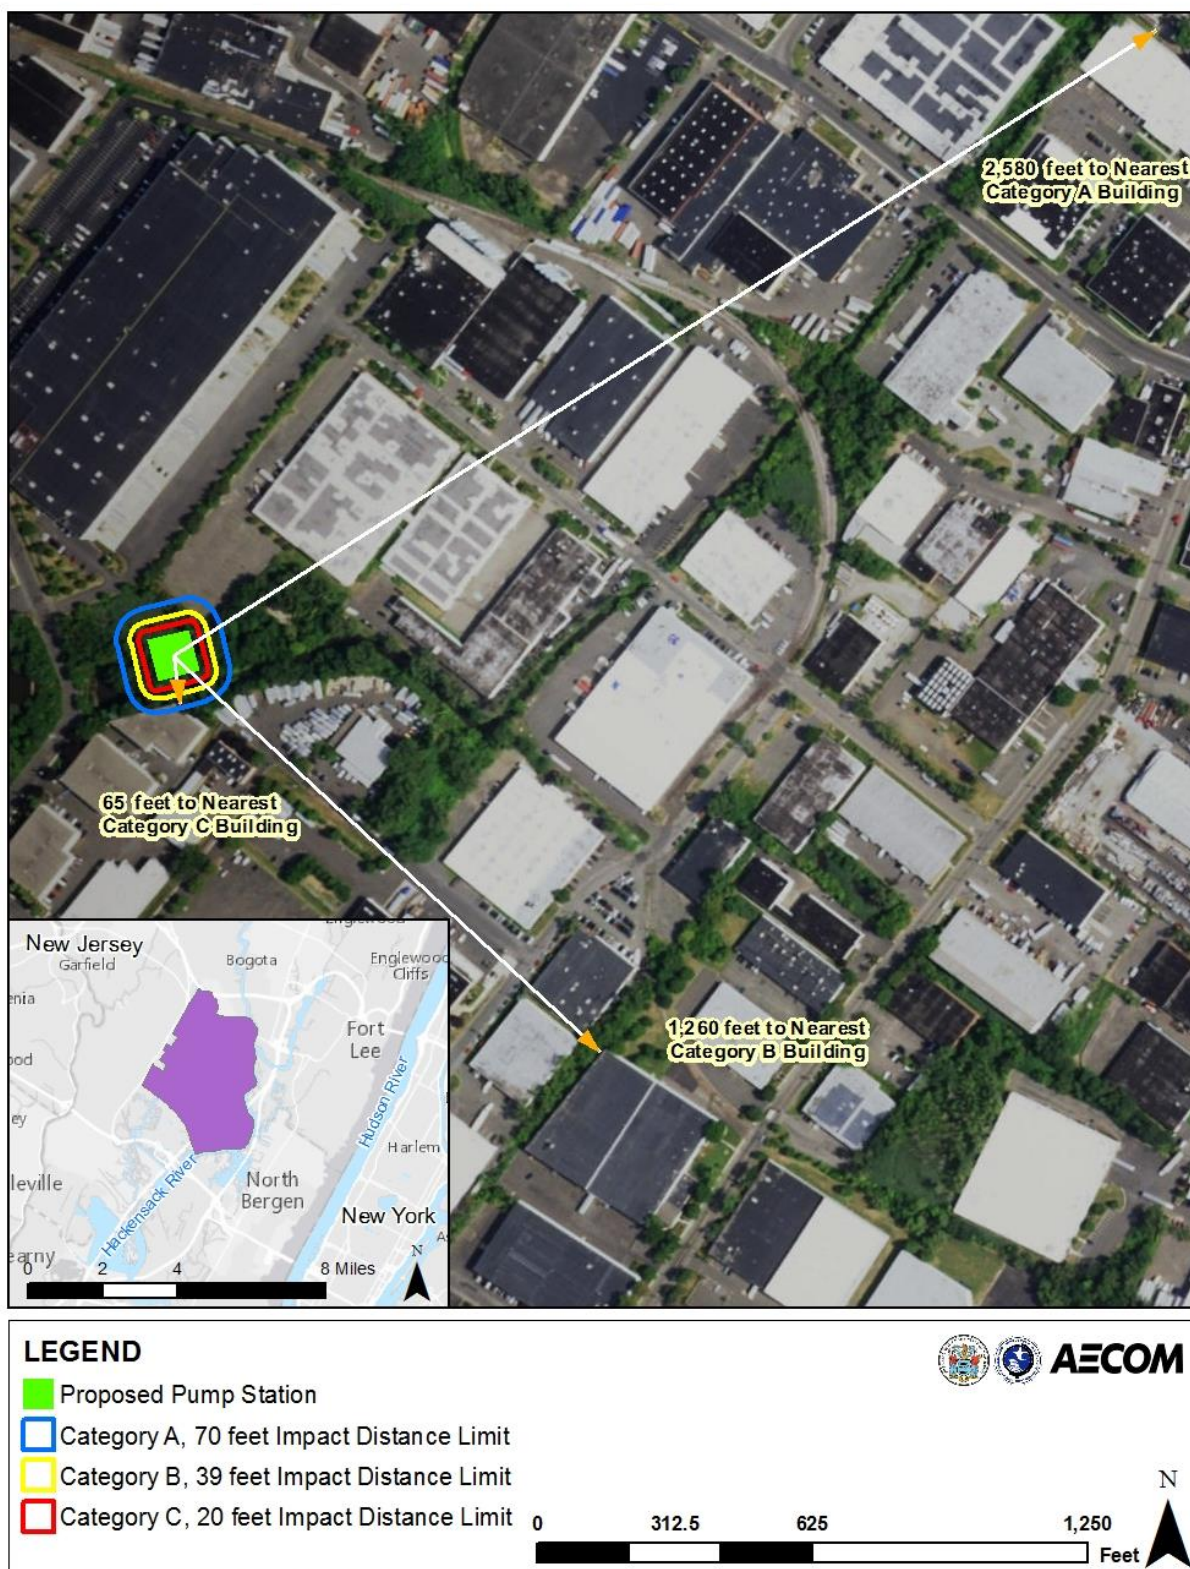 2,580 feet to Nearest
Category A Building
65 feet to Nearest
Category C Building
1,260 feet to Nearest
Category B Building
New Jersey
Garfield
Bogota
Englewood
Cliffs
Fort
Lee
Hudson River
Harlem
North
Bergen
Hackensack River
New York
N
0 2 4 8 Miles
LEGEND
AECOM
Proposed Pump Station
Category A, 70 feet Impact Distance Limit
Category B, 39 feet Impact Distance Limit
Category C, 20 feet Impact Distance Limit
N
0 312.5 625 1,250
Feet